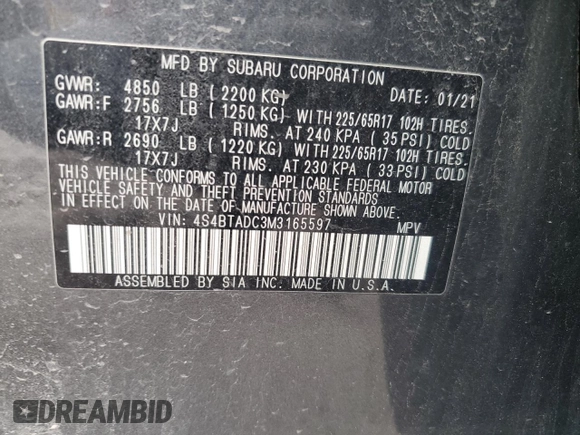 MFD BY SUBARU CORPORATION
GVWR: 4850 LB ( 2200 KG) DATE: 01/21
GAWR:F 2756 LB ( 1250 KG) WITH 225/65R17 102H TIRES.
17X7J RIMS. AT 240 KPA ( 35 PSI) COLD
GAWR:R 2690 LB ( 1220 KG) WITH 225/65R17 102H TIRES.
17X7J RIMS. AT 230 KPA ( 33 PSI) COLD
THIS VEHICLE CONFORMS TO ALL APPLICABLE FEDERAL MOTOR
VEHICLE SAFETY AND THEFT PREVENTION STANDARDS
IN EFFECT ON THE DATE OF MANUFACTURE SHOWN ABOVE.
VIN: 4S4BTADC3M3165597 MPV
ASSEMBLED BY SIA INC. MADE IN U.S.A.
DREAMBID